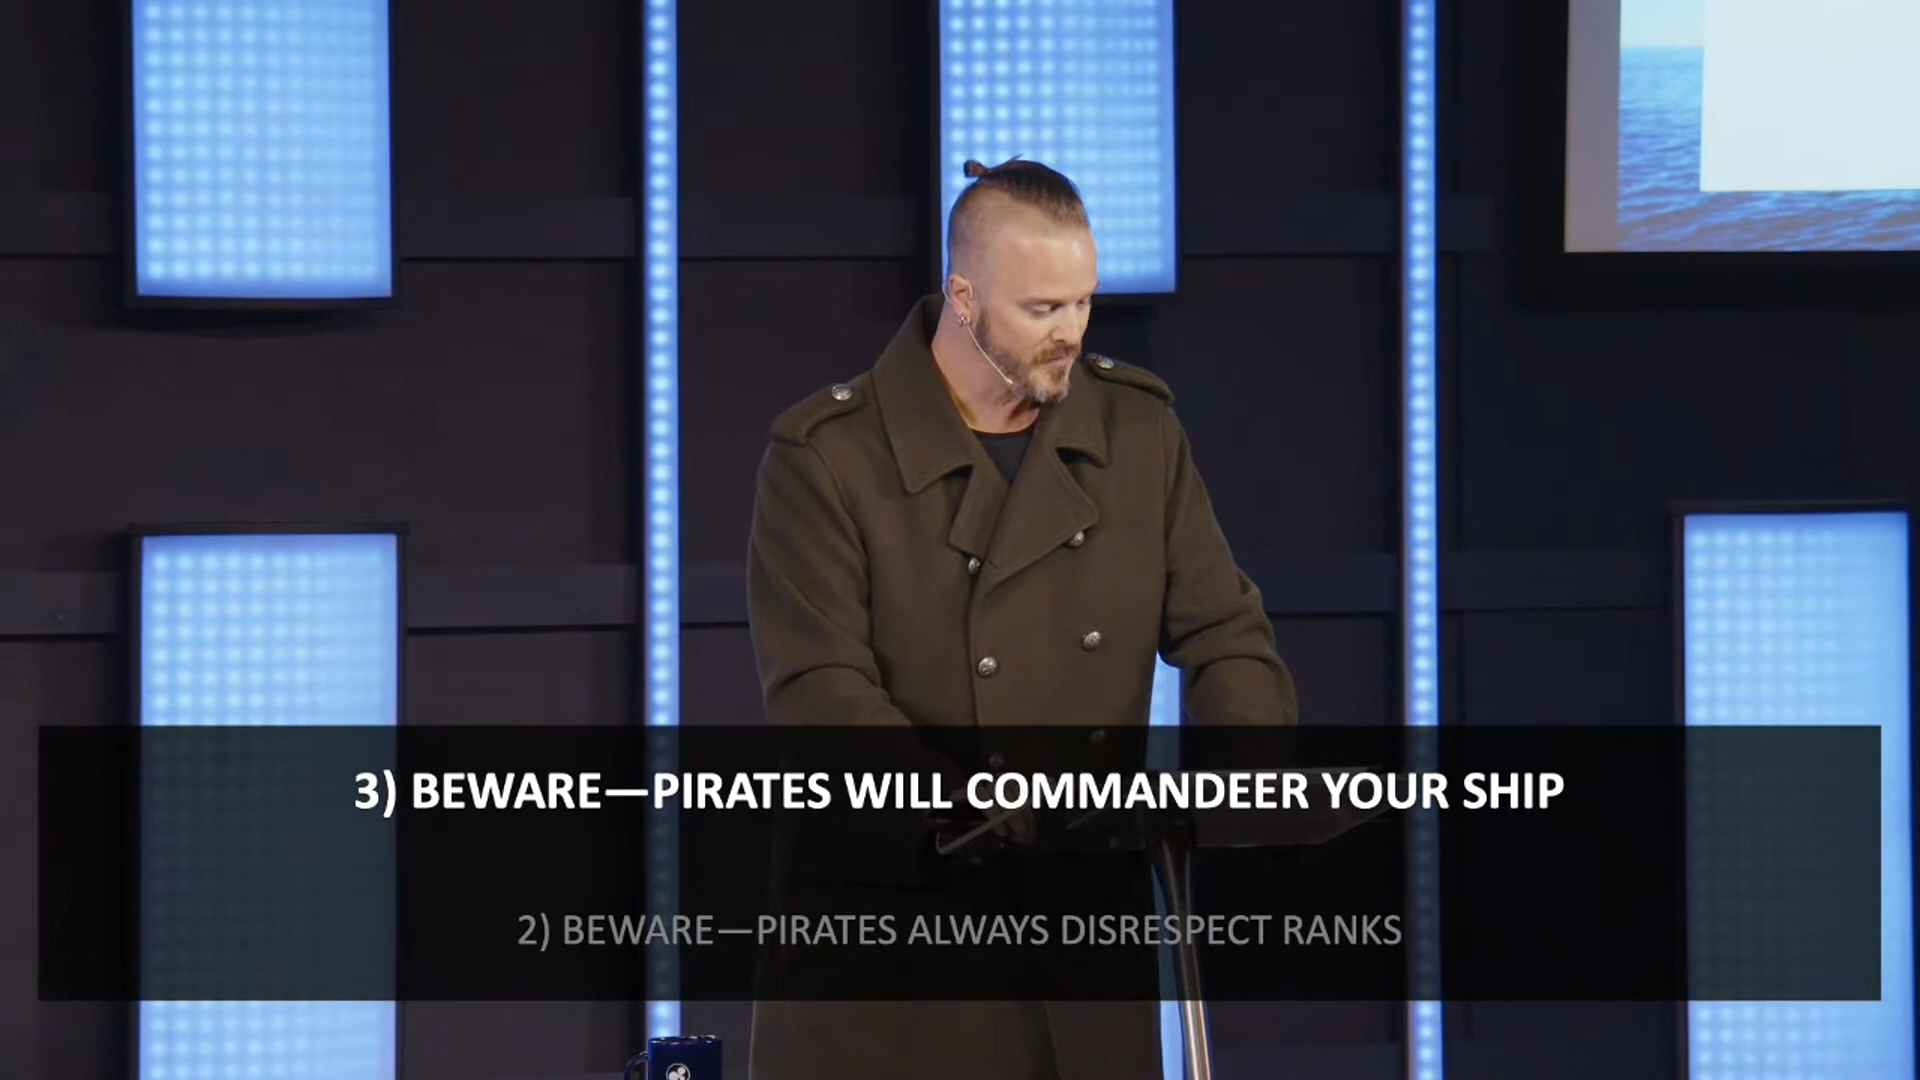 3) BEWARE—PIRATES WILL COMMANDEER YOUR SHIP
2) BEWARE—PIRATES ALWAYS DISRESPECT RANKS